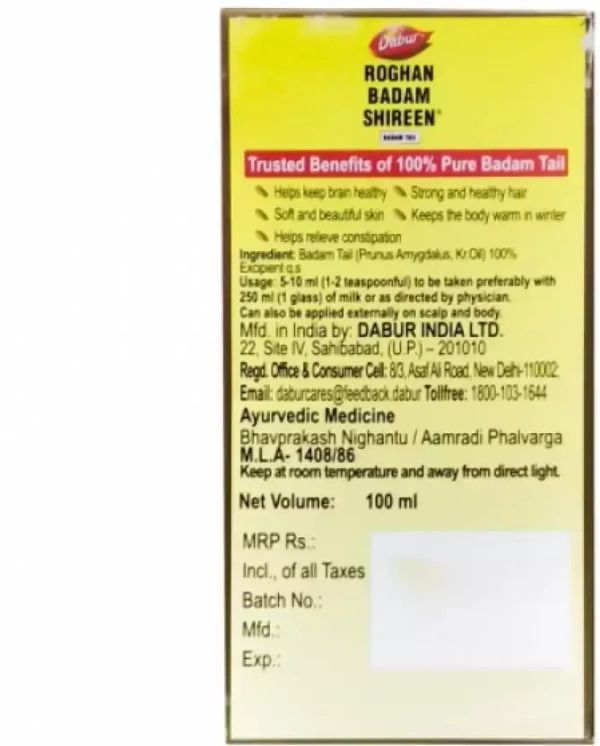 Dabur
ROGHAN
BADAM
SHIREEN®
BADAM TAIL
Trusted Benefits of 100% Pure Badam Tail
Helps keep brain healthy Strong and healthy hair
Soft and beautiful skin Keeps the body warm in winter
Helps relieve constipation
Ingredient: Badam Tail (Prunus Amygdalus, Kr.Oil) 100%
Excipient q.s
Usage: 5-10 ml (1-2 teaspoonful) to be taken preferably with
250 ml (1 glass) of milk or as directed by physician.
Can also be applied externally on scalp and body.
Mfd. in India by: DABUR INDIA LTD.
22, Site IV, Sahibabad, (U.P.) – 201010
Regd. Office & Consumer Cell: 8/3, Asaf Ali Road, New Delh-110002
Email: daburcares@feedback.dabur Tollfree: 1800-103-1644
Ayurvedic Medicine
Bhavprakash Nighantu / Aamradi Phalvarga
M.L.A- 1408/86
Keep at room temperature and away from direct light.
Net Volume: 100 ml
MRP Rs.:
Incl., of all Taxes
Batch No.:
Mfd.:
Exp.: